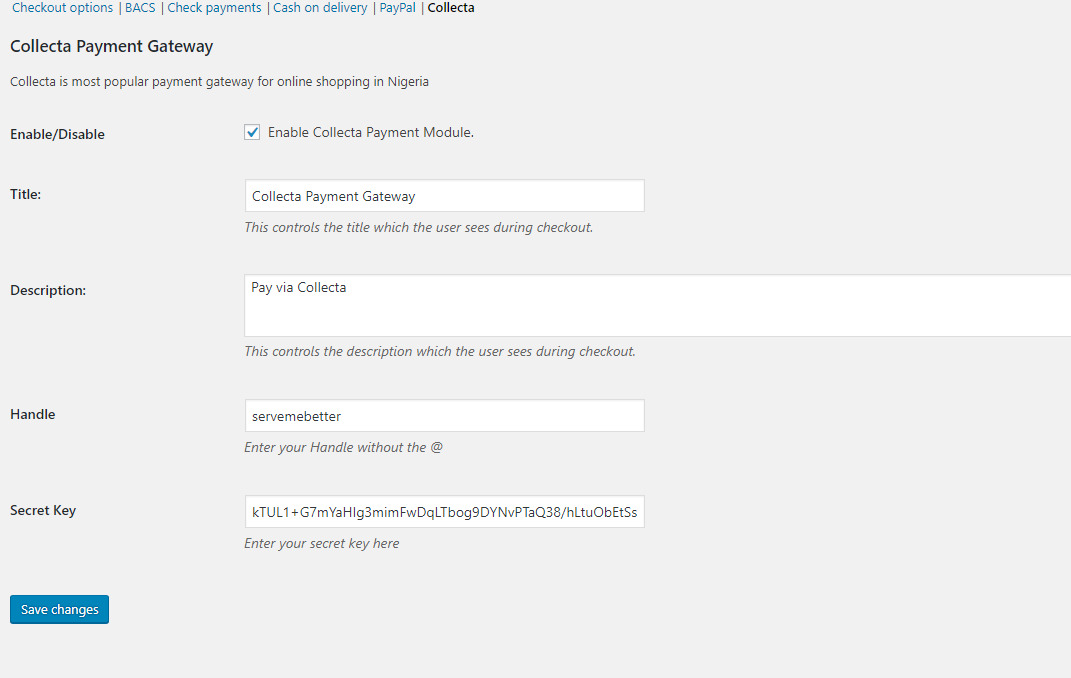 Checkout options | BACS | Check payments | Cash on delivery | PayPal | Collecta
Collecta Payment Gateway
Collecta is most popular payment gateway for online shopping in Nigeria
Enable/Disable
Enable Collecta Payment Module.
Title:
Collecta Payment Gateway
This controls the title which the user sees during checkout.
Description:
Pay via Collecta
This controls the description which the user sees during checkout.
Handle
servemebetter
Enter your Handle without the @
Secret Key
kTUL1+G7mYaHIg3mimFwDqLTbog9DYNvPTaQ38/hLtuObEtSs
Enter your secret key here
Save changes